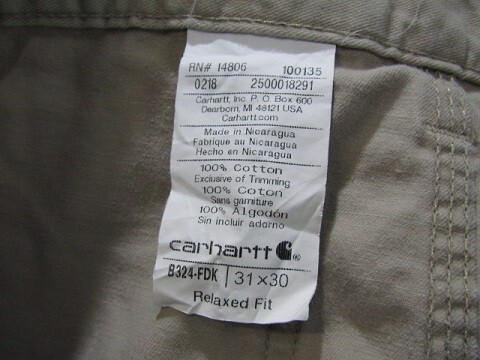 RN# 14806 100135
0218 2500018291
Carhartt, Inc. P.O. Box 600
Dearborn, MI 48121 USA
Carhartt.com
Made in Nicaragua
Fabrique au Nicaragua
Hecho en Nicaragua
100% Cotton
Exclusive of Trimming
100% Coton
Sans garniture
100% Algodón
Sin incluir adorno
carhartt
B324-FDK 31×30
Relaxed Fit